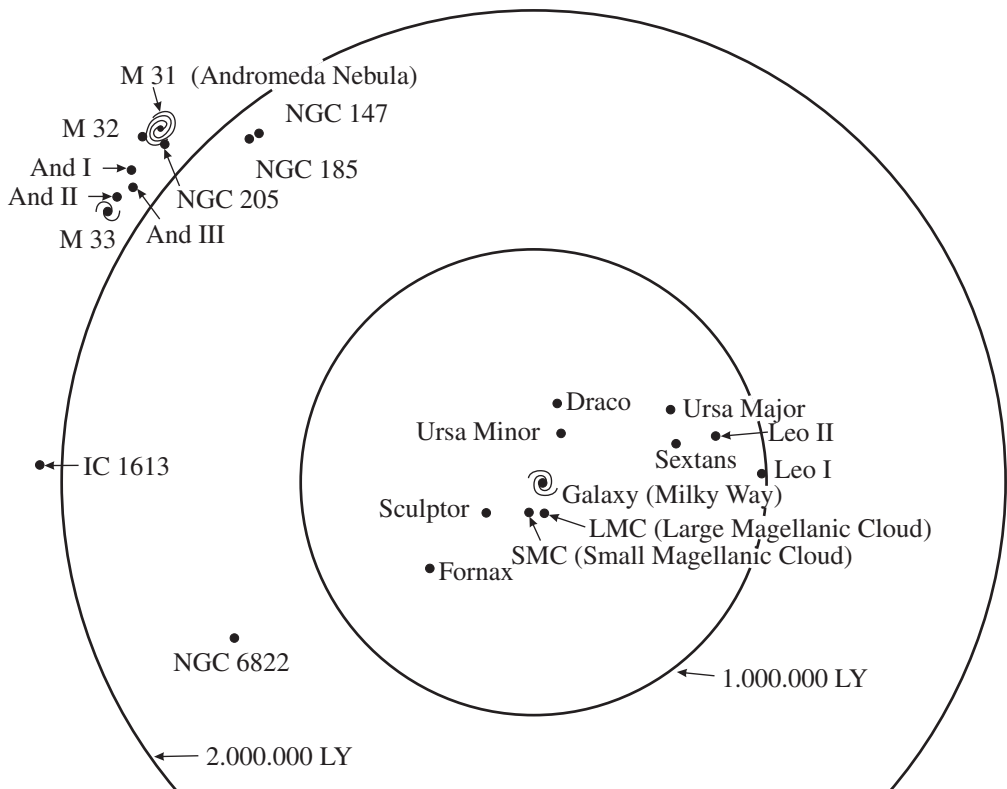 M 31 (Andromeda Nebula)
NGC 147
M 32
And I
NGC 185
And II
NGC 205
M 33
And III
Draco
Ursa Major
Ursa Minor
Leo II
Sextans
IC 1613
Leo I
Galaxy (Milky Way)
Sculptor
LMC (Large Magellanic Cloud)
SMC (Small Magellanic Cloud)
Fornax
NGC 6822
1.000.000 LY
2.000.000 LY